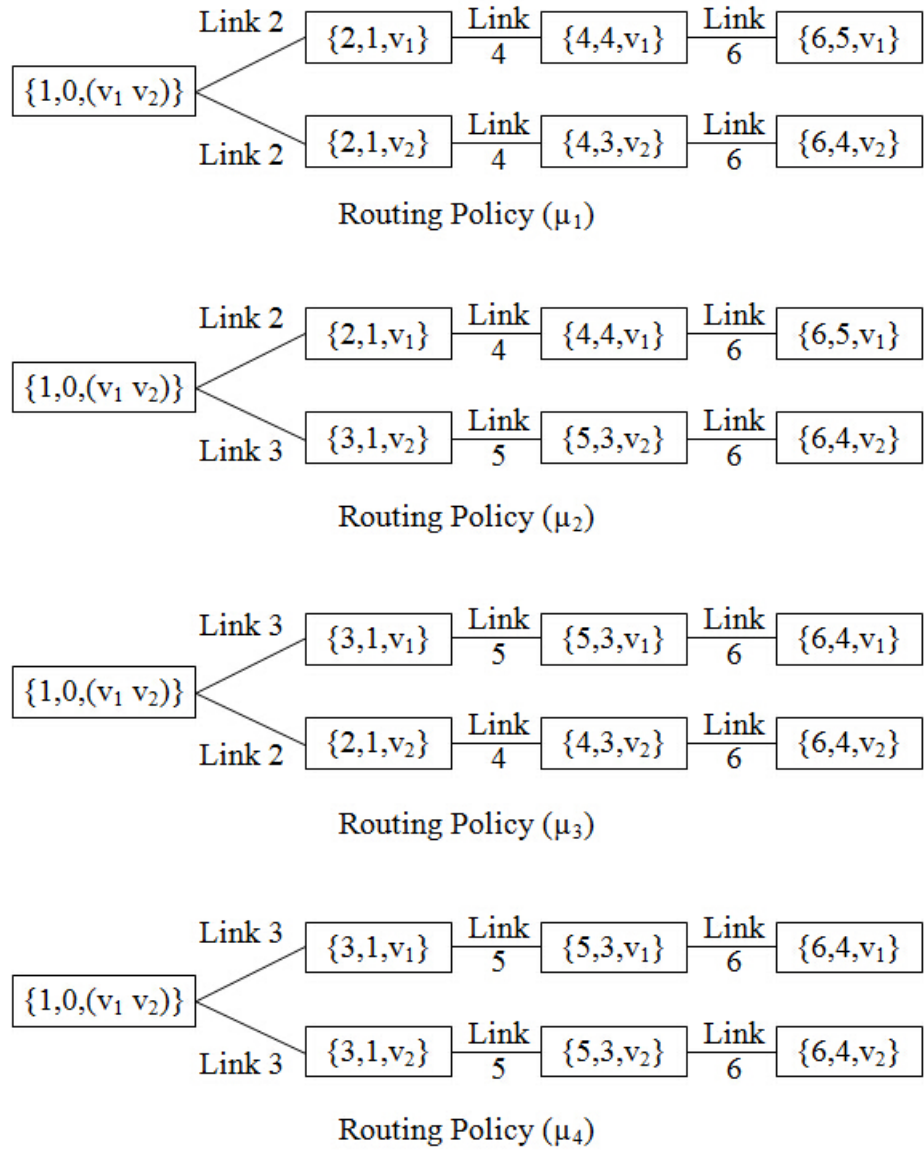 Link 2 {2,1,v₁} Link 4 {4,4,v₁} Link 6 {6,5,v₁}
{1,0,(v₁ v₂)}
Link 2 {2,1,v₂} Link 4 {4,3,v₂} Link 6 {6,4,v₂}
Routing Policy (μ₁)
Link 2 {2,1,v₁} Link 4 {4,4,v₁} Link 6 {6,5,v₁}
{1,0,(v₁ v₂)}
Link 3 {3,1,v₂} Link 5 {5,3,v₂} Link 6 {6,4,v₂}
Routing Policy (μ₂)
Link 3 {3,1,v₁} Link 5 {5,3,v₁} Link 6 {6,4,v₁}
{1,0,(v₁ v₂)}
Link 2 {2,1,v₂} Link 4 {4,3,v₂} Link 6 {6,4,v₂}
Routing Policy (μ₃)
Link 3 {3,1,v₁} Link 5 {5,3,v₁} Link 6 {6,4,v₁}
{1,0,(v₁ v₂)}
Link 3 {3,1,v₂} Link 5 {5,3,v₂} Link 6 {6,4,v₂}
Routing Policy (μ₄)